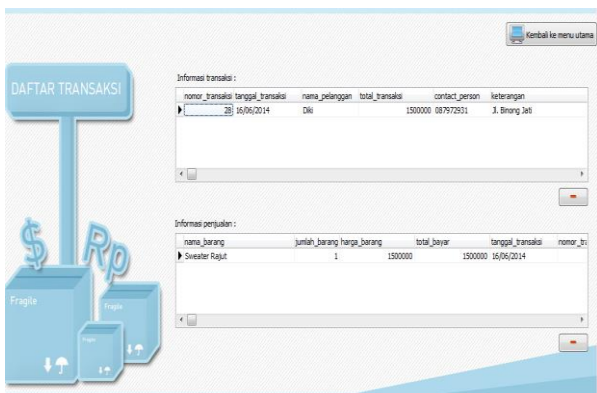 Kembali ke menu utama
DAFTAR TRANSAKSI
Informasi transaksi :
nomor_transaksi tanggal_transaksi nama_pelanggan total_transaksi contact_person keterangan
28 16/06/2014 Diki 1500000 087972931 Jl. Binong Jati
Informasi penjualan :
nama_barang jumlah_barang harga_barang total_bayar tanggal_transaksi nomor_tra
Sweater Rajut 1 1500000 1500000 16/06/2014
$ Rp
Fragile
Fragile
Fragile